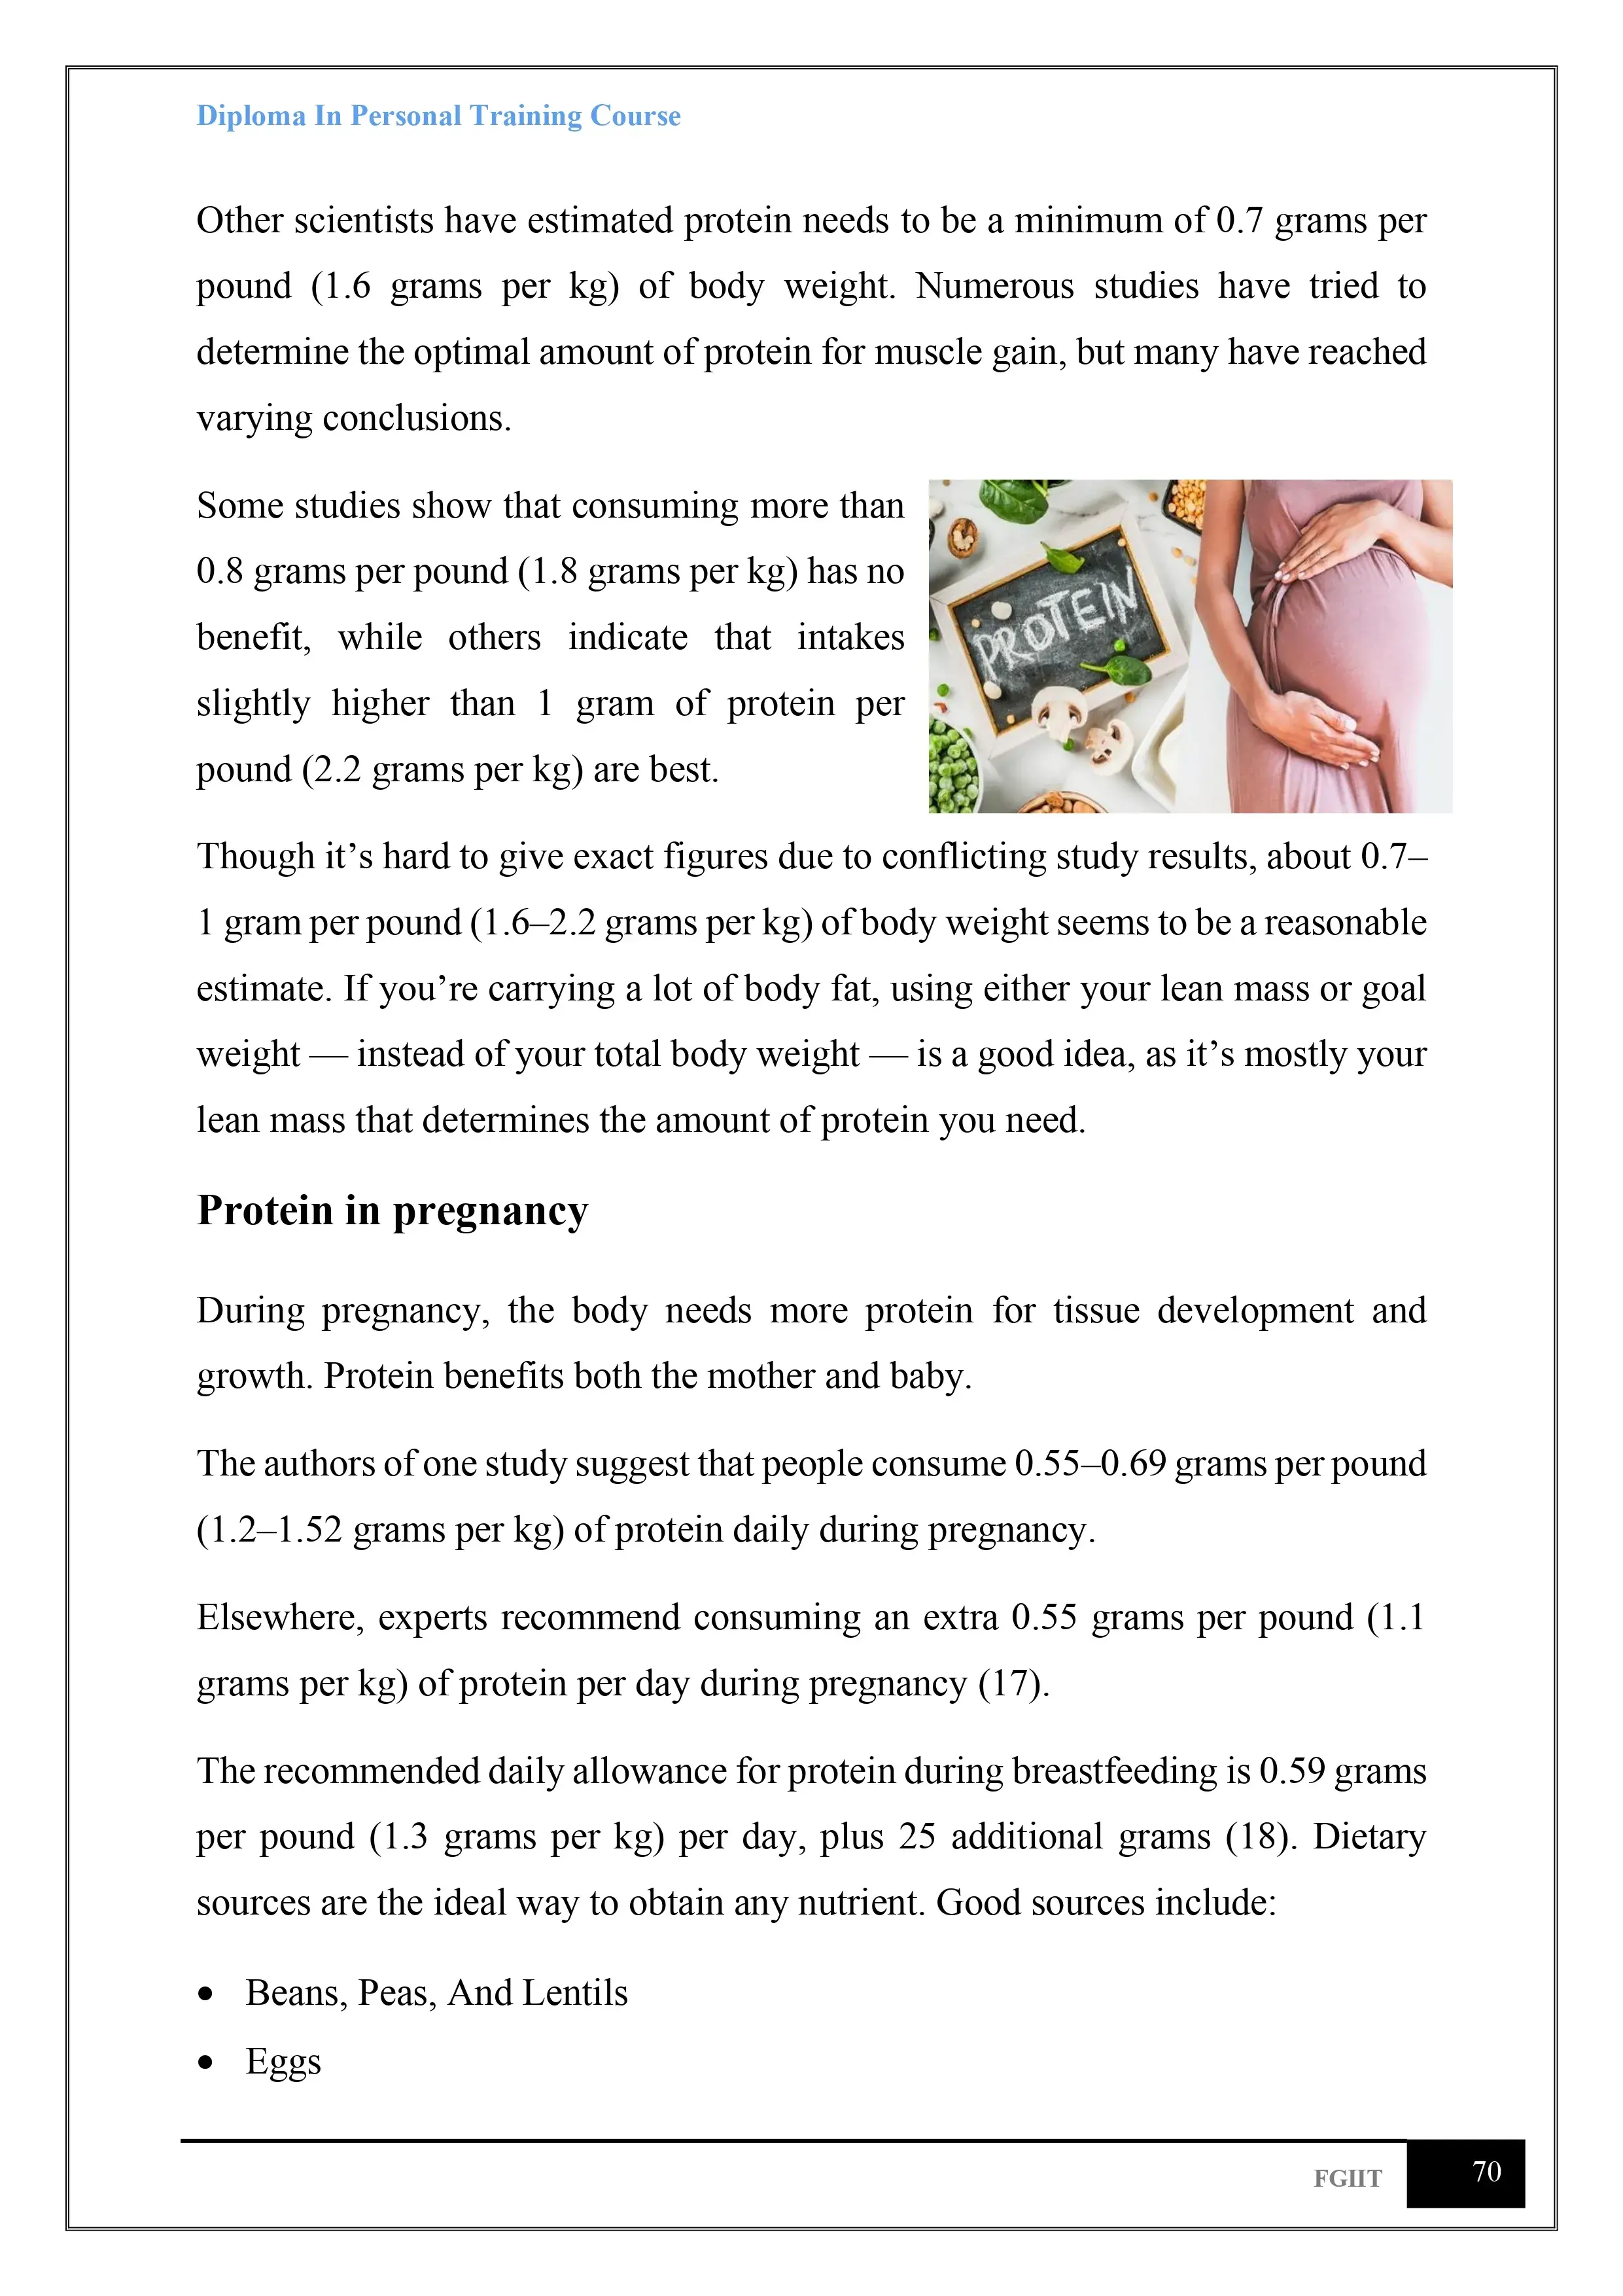 Diploma In Personal Training Course
Other scientists have estimated protein needs to be a minimum of 0.7 grams per
pound (1.6 grams per kg) of body weight. Numerous studies have tried to
determine the optimal amount of protein for muscle gain, but many have reached
varying conclusions.
Some studies show that consuming more than
0.8 grams per pound (1.8 grams per kg) has no
benefit, while others indicate that intakes
slightly higher than 1 gram of protein per
pound (2.2 grams per kg) are best.
PROTEIN
Though it’s hard to give exact figures due to conflicting study results, about 0.7–
1 gram per pound (1.6–2.2 grams per kg) of body weight seems to be a reasonable
estimate. If you’re carrying a lot of body fat, using either your lean mass or goal
weight — instead of your total body weight — is a good idea, as it’s mostly your
lean mass that determines the amount of protein you need.
Protein in pregnancy
During pregnancy, the body needs more protein for tissue development and
growth. Protein benefits both the mother and baby.
The authors of one study suggest that people consume 0.55–0.69 grams per pound
(1.2–1.52 grams per kg) of protein daily during pregnancy.
Elsewhere, experts recommend consuming an extra 0.55 grams per pound (1.1
grams per kg) of protein per day during pregnancy (17).
The recommended daily allowance for protein during breastfeeding is 0.59 grams
per pound (1.3 grams per kg) per day, plus 25 additional grams (18). Dietary
sources are the ideal way to obtain any nutrient. Good sources include:
• Beans, Peas, And Lentils
• Eggs
FGIIT 70